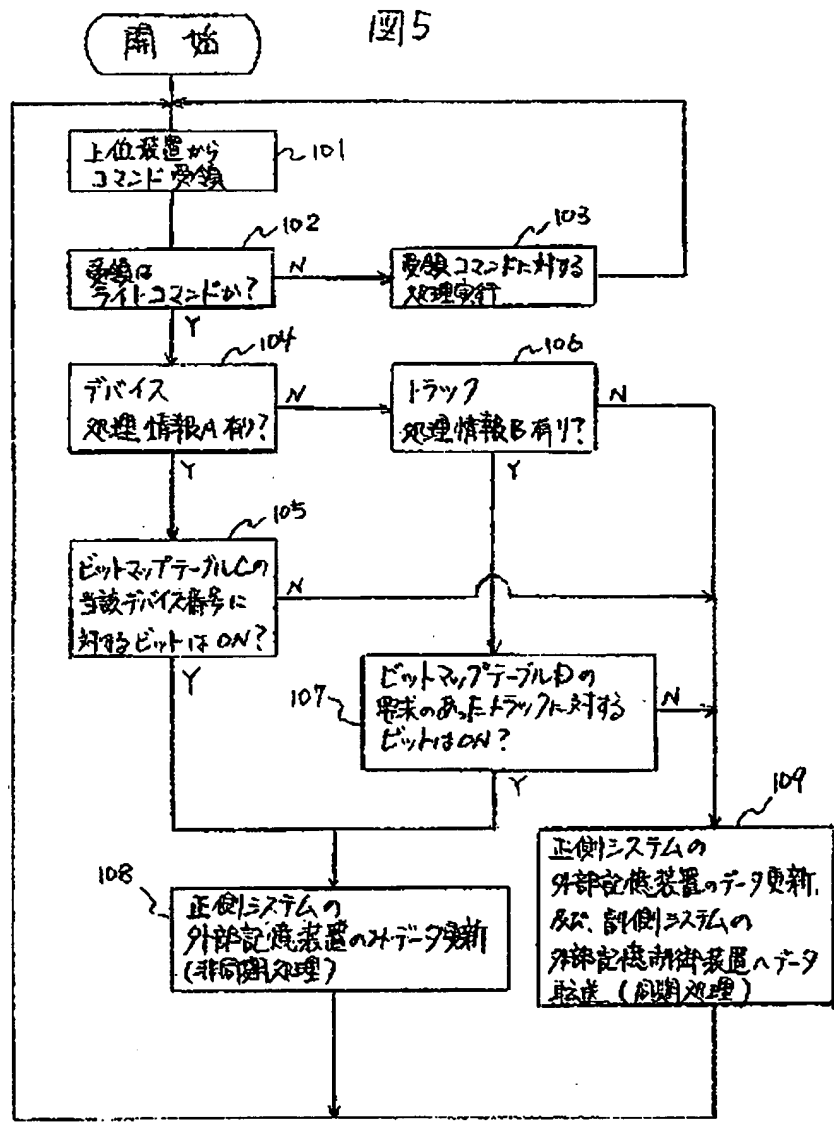 図5
開始
上位装置から
コマンド受領
101
102
受領は
ライトコマンドか?
N
Y
103
受領コマンドに対する
処理実行
104
デバイス
処理情報A有り?
N
Y
106
トラック
処理情報B有り?
N
Y
105
ビットマップテーブルCの
当該デバイス番号に
対するビットはON?
N
Y
107
ビットマップテーブルDの
要求のあったトラックに対する
ビットはON?
N
Y
108
正側システムの
外部記憶装置のみデータ更新
(非同期処理)
109
正側システムの
外部記憶装置のデータ更新、
及び、副側システムの
外部記憶制御装置へデータ
転送(同期処理)